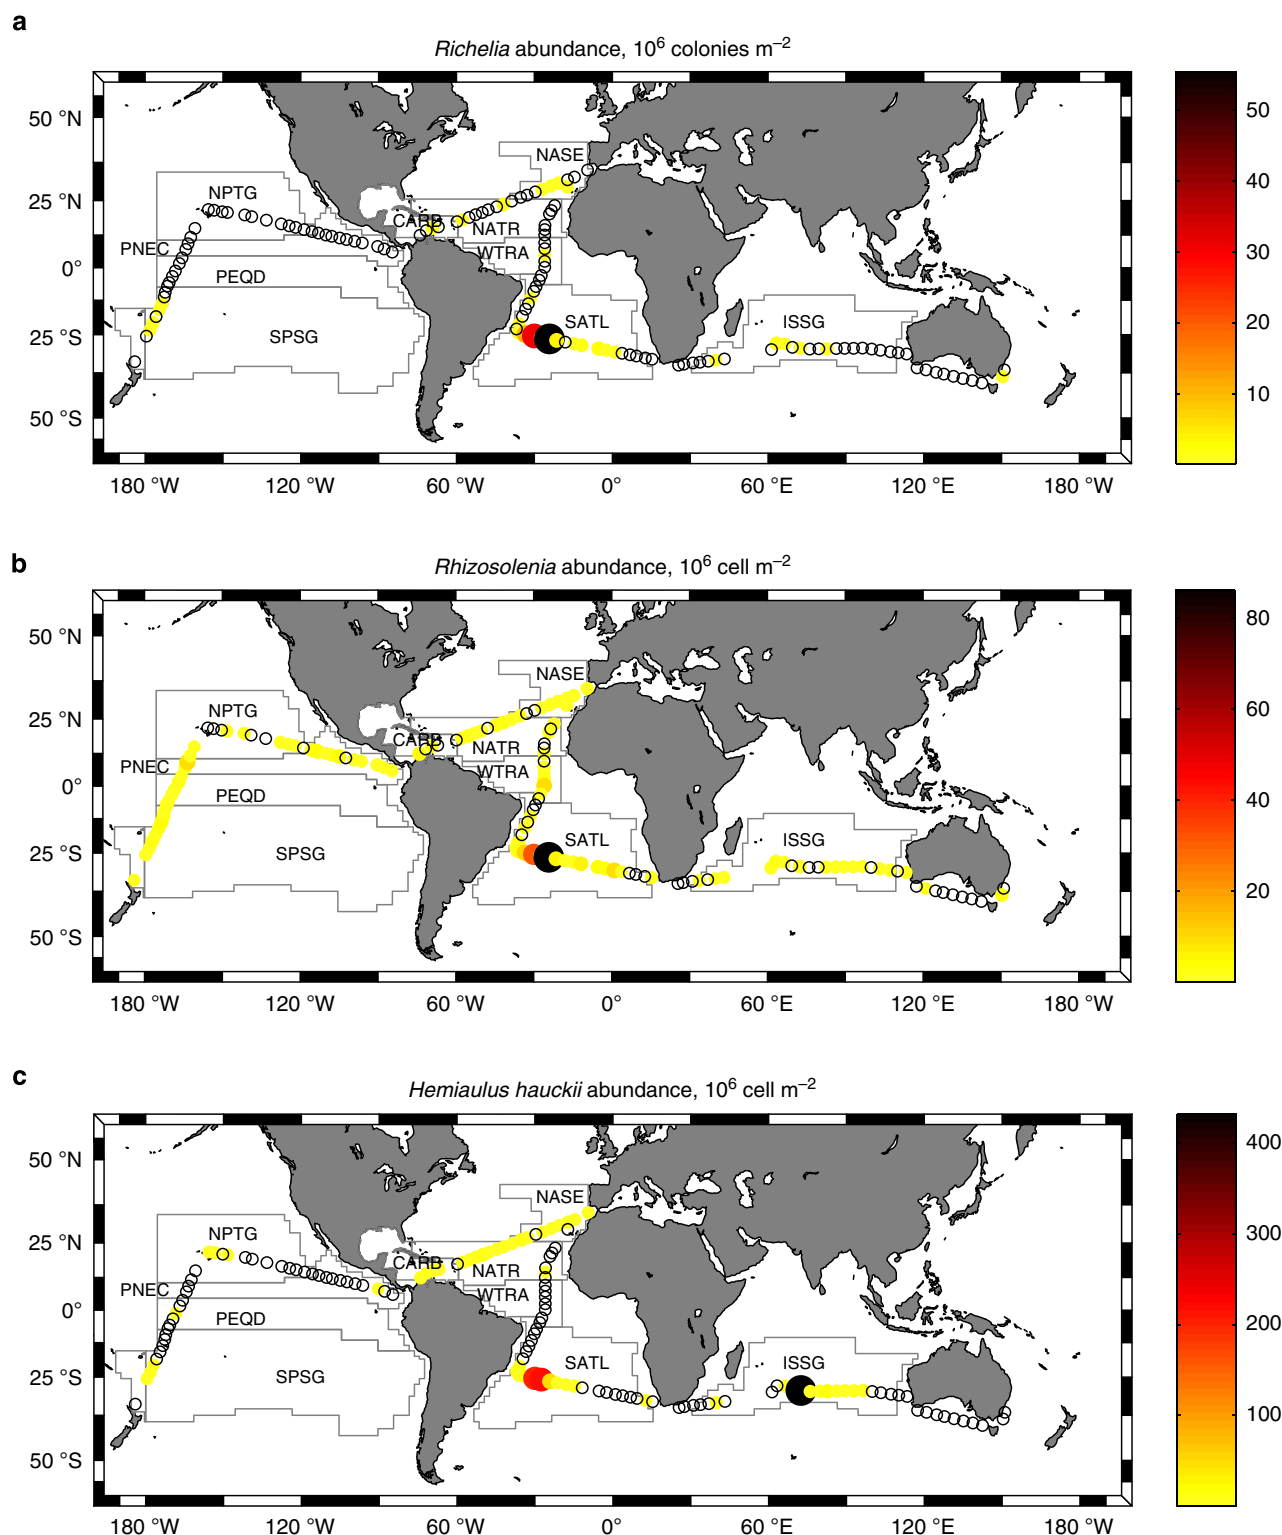 a
Richelia abundance, 10⁶ colonies m⁻²
50 °N
25 °N
0°
25 °S
50 °S
NASE
NPTG
CARB
NATR
PNEC
WTRA
PEQD
SATL
ISSG
SPSG
180 °W 120 °W 60 °W 0° 60 °E 120 °E 180 °W
50
40
30
20
10
b
Rhizosolenia abundance, 10⁶ cell m⁻²
50 °N
25 °N
0°
25 °S
50 °S
NASE
NPTG
CARB
NATR
PNEC
WTRA
PEQD
SATL
ISSG
SPSG
180 °W 120 °W 60 °W 0° 60 °E 120 °E 180 °W
80
60
40
20
c
Hemiaulus hauckii abundance, 10⁶ cell m⁻²
50 °N
25 °N
0°
25 °S
50 °S
NASE
NPTG
CARB
NATR
PNEC
WTRA
PEQD
SATL
ISSG
SPSG
180 °W 120 °W 60 °W 0° 60 °E 120 °E 180 °W
400
300
200
100